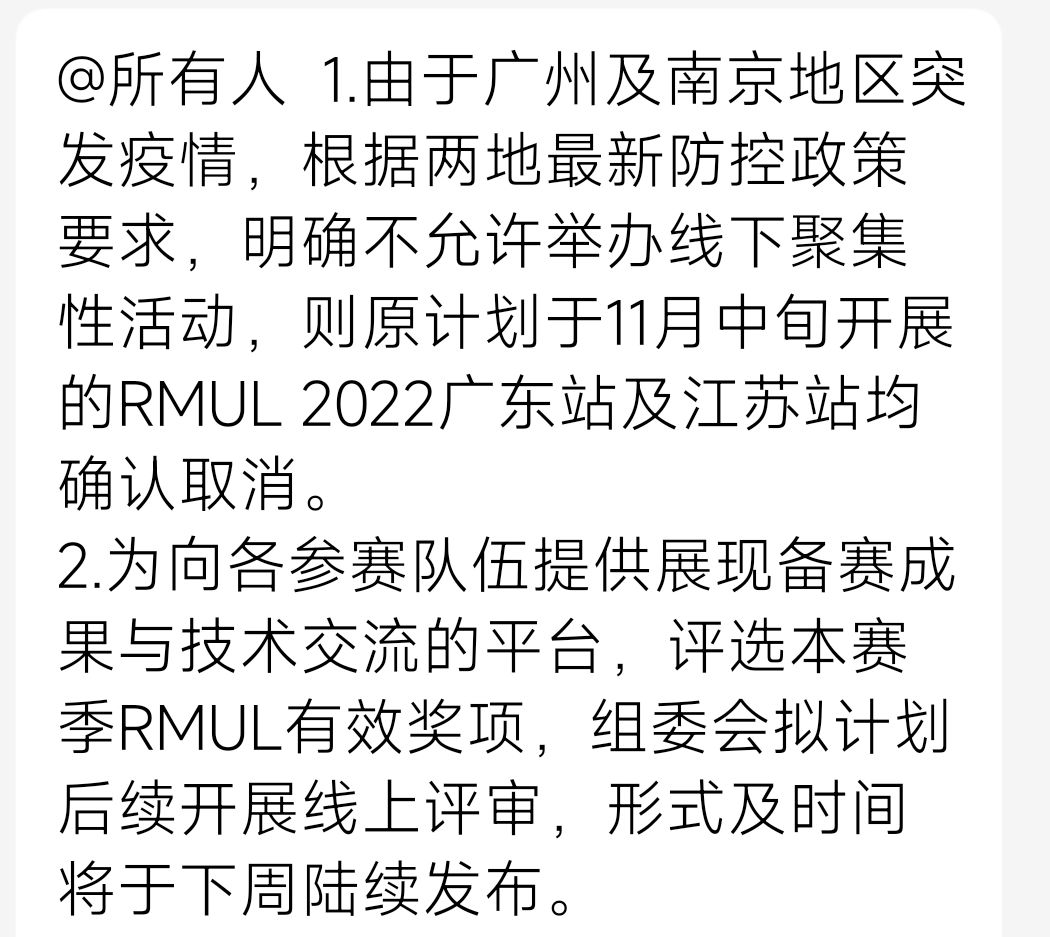 @所有人 1.由于广州及南京地区突
发疫情，根据两地最新防控政策
要求，明确不允许举办线下聚集
性活动，则原计划于11月中旬开展
的RMUL 2022广东站及江苏站均
确认取消。
2.为向各参赛队伍提供展现备赛成
果与技术交流的平台，评选本赛
季RMUL有效奖项，组委会拟计划
后续开展线上评审，形式及时间
将于下周陆续发布。